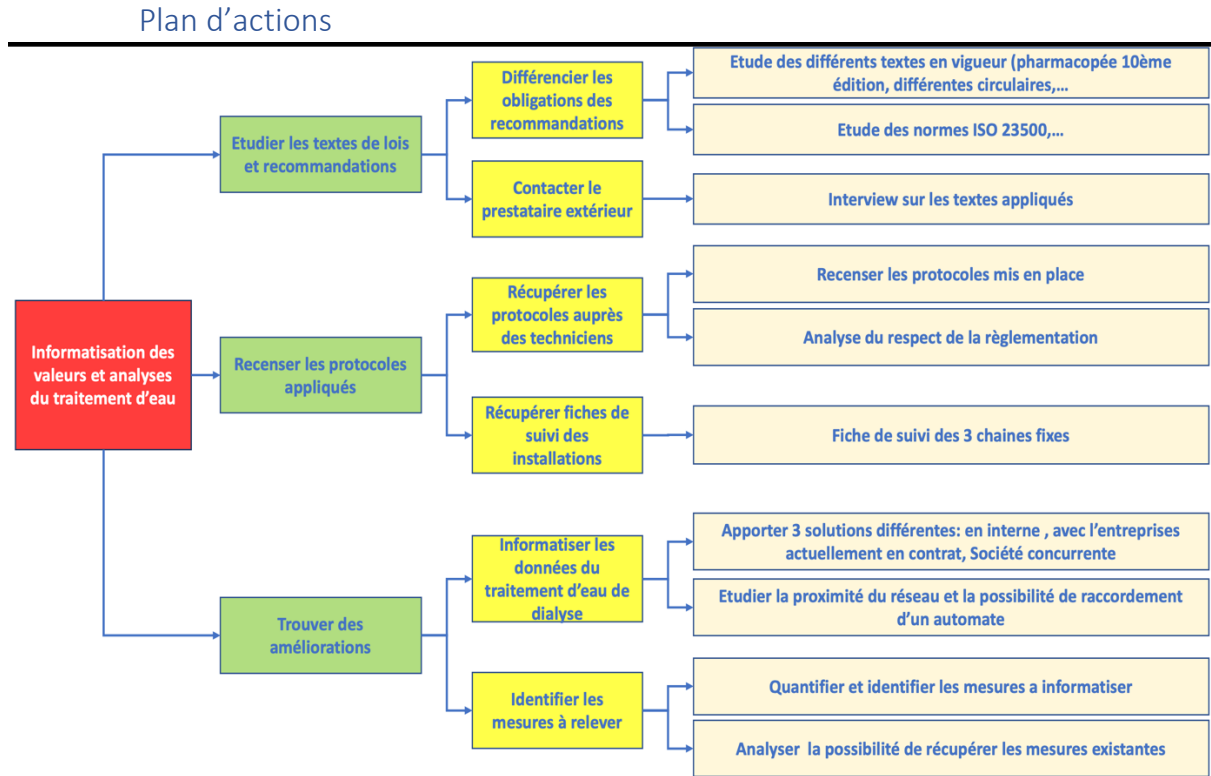 Plan d’actions
Etude des différents textes en vigueur (pharmacopée 10ème
édition, différentes circulaires,…
Différencier les
obligations des
recommandations
Etude des normes ISO 23500,…
Etudier les textes de lois
et recommandations
Contacter le
prestataire extérieur
Interview sur les textes appliqués
Recenser les protocoles mis en place
Récupérer les
protocoles auprès
des techniciens
Analyse du respect de la règlementation
Informatisation des
valeurs et analyses
du traitement d’eau
Recenser les protocoles
appliqués
Récupérer fiches de
suivi des
installations
Fiche de suivi des 3 chaines fixes
Apporter 3 solutions différentes: en interne , avec l’entreprises
actuellement en contrat, Société concurrente
Informatiser les
données du
traitement d’eau de
dialyse
Etudier la proximité du réseau et la possibilité de raccordement
d’un automate
Trouver des
améliorations
Quantifier et identifier les mesures a informatiser
Identifier les
mesures à relever
Analyser  la possibilité de récupérer les mesures existantes